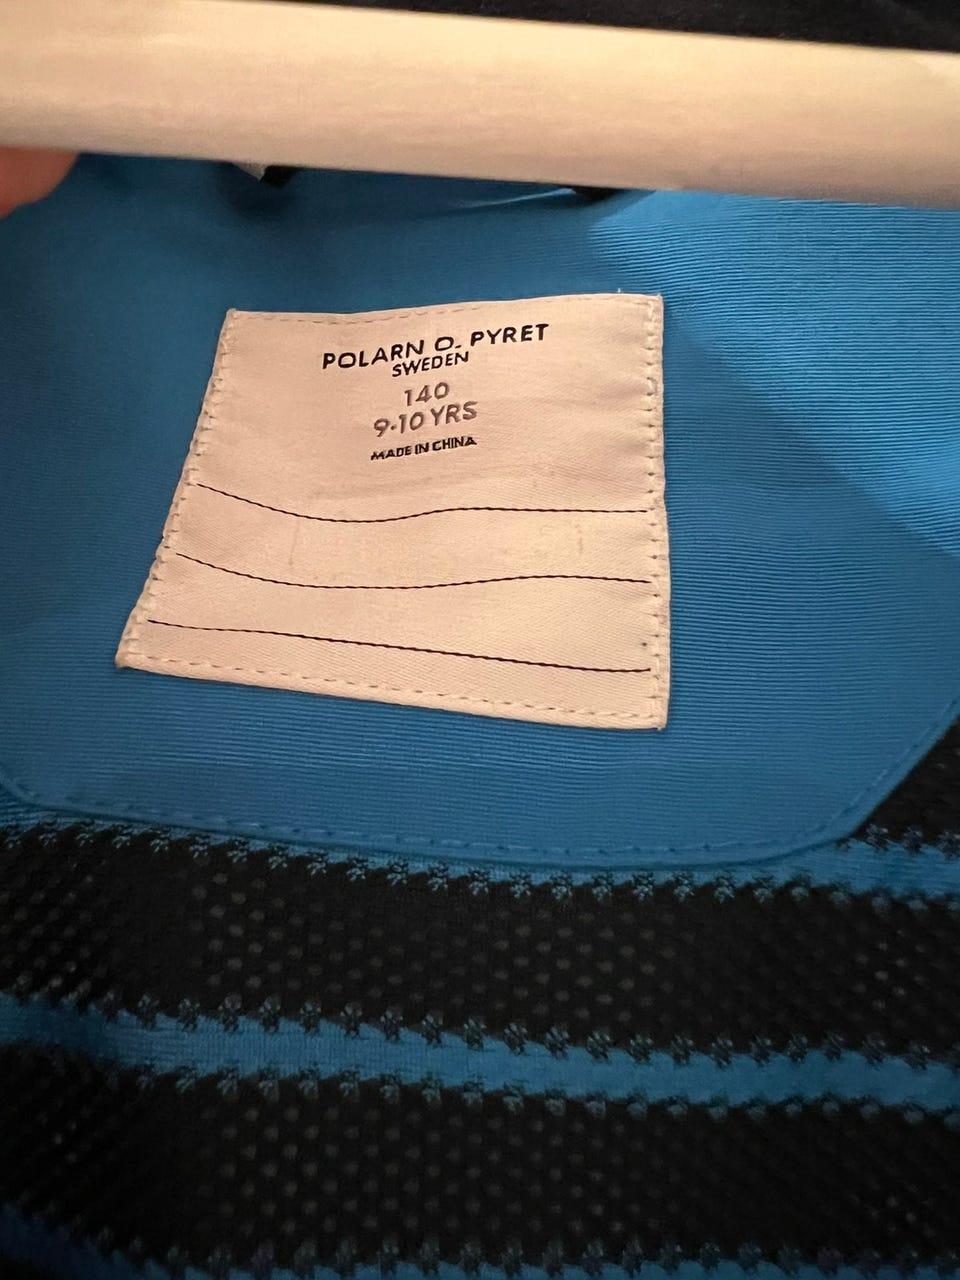 POLARN O. PYRET
SWEDEN
140
9-10 YRS
MADE IN CHINA